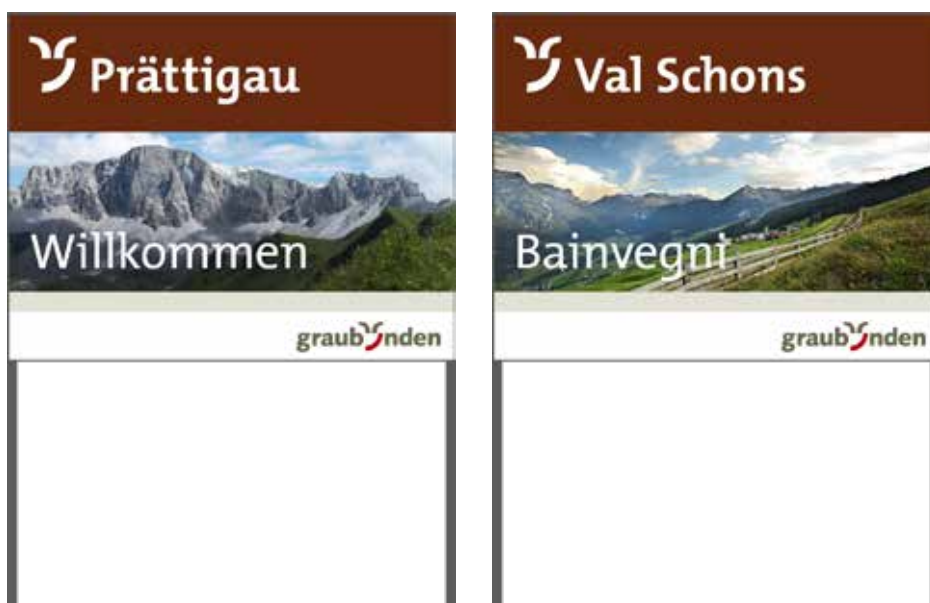 Prättigau
Willkommen
graubünden
Val Schons
Bainvegni
graubünden